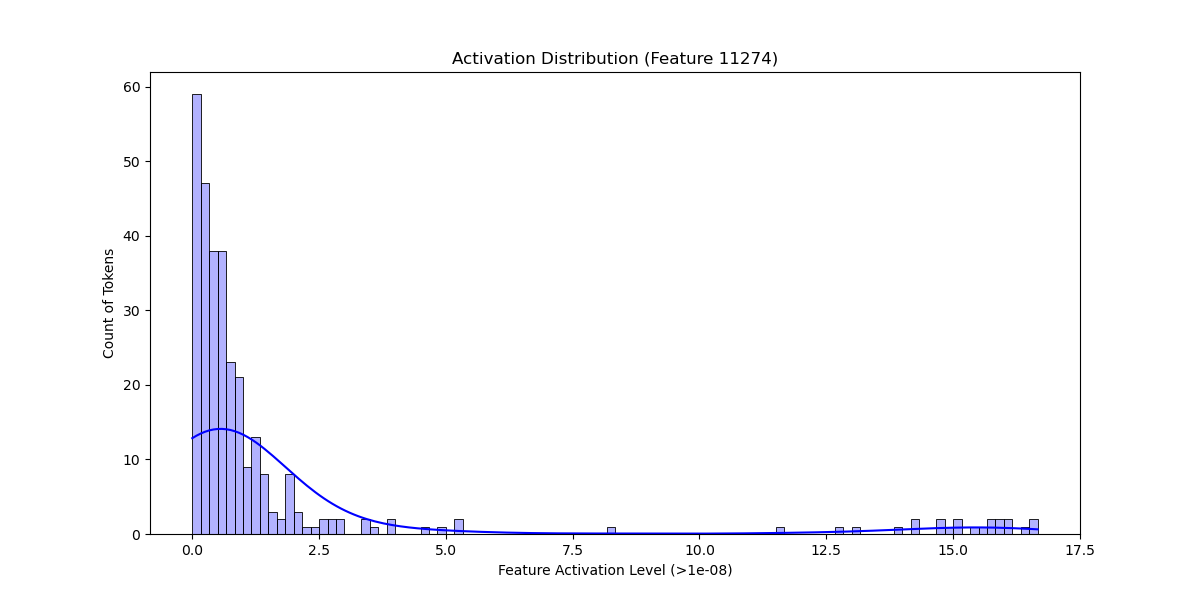 Activation Distribution (Feature 11274)
60
50
40
30
20
10
0
Count of Tokens
0.0 2.5 5.0 7.5 10.0 12.5 15.0 17.5
Feature Activation Level (>1e-08)